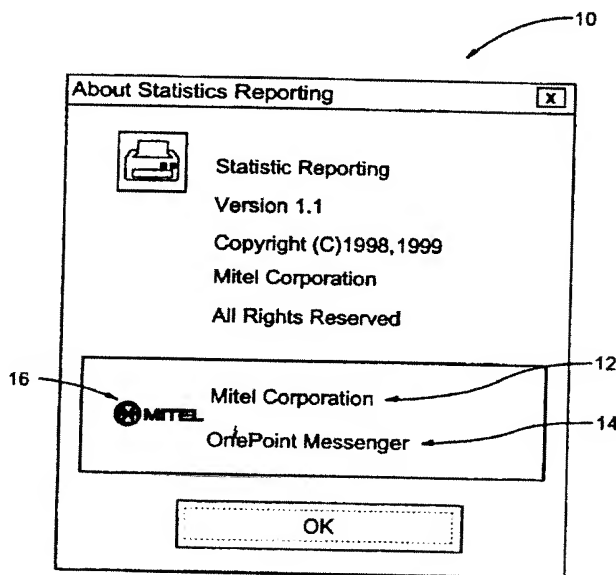 10
About Statistics Reporting X
Statistic Reporting
Version 1.1
Copyright (C)1998,1999
Mitel Corporation
All Rights Reserved
12
16
MITEL
Mitel Corporation
14
OnePoint Messenger
OK